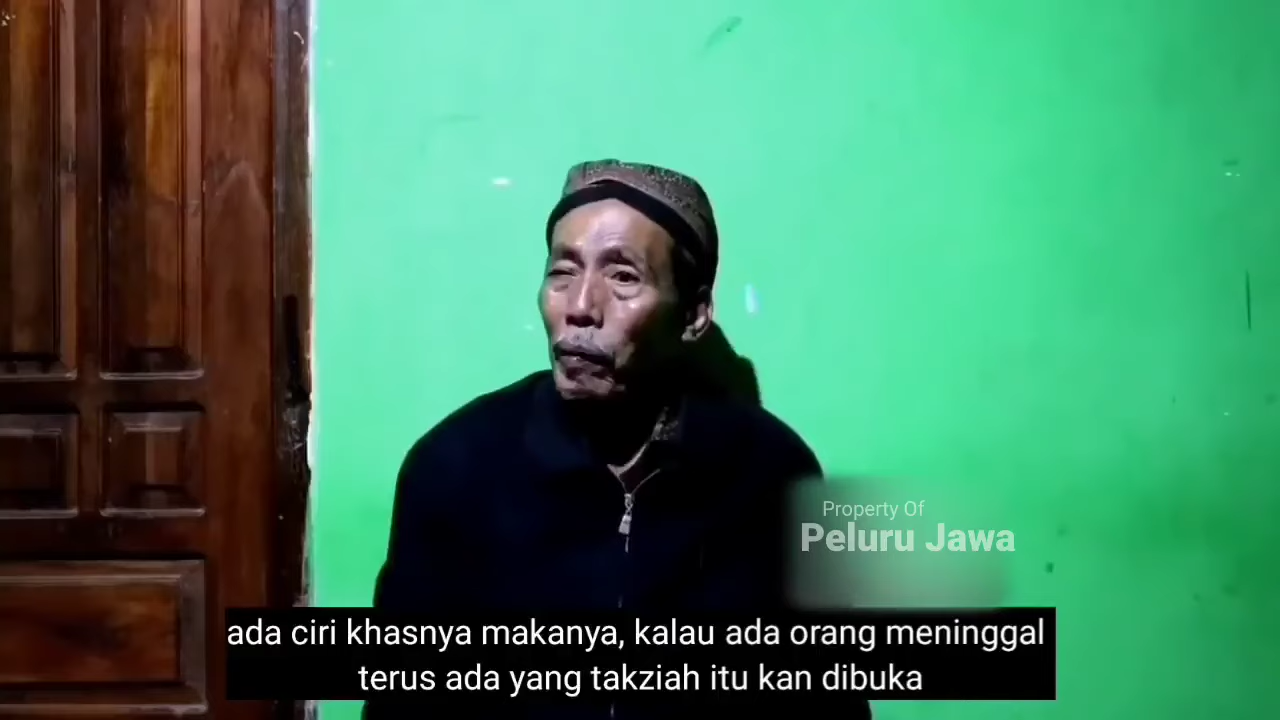 Property Of
Peluru Jawa
ada ciri khasnya makanya, kalau ada orang meninggal
terus ada yang takziah itu kan dibuka